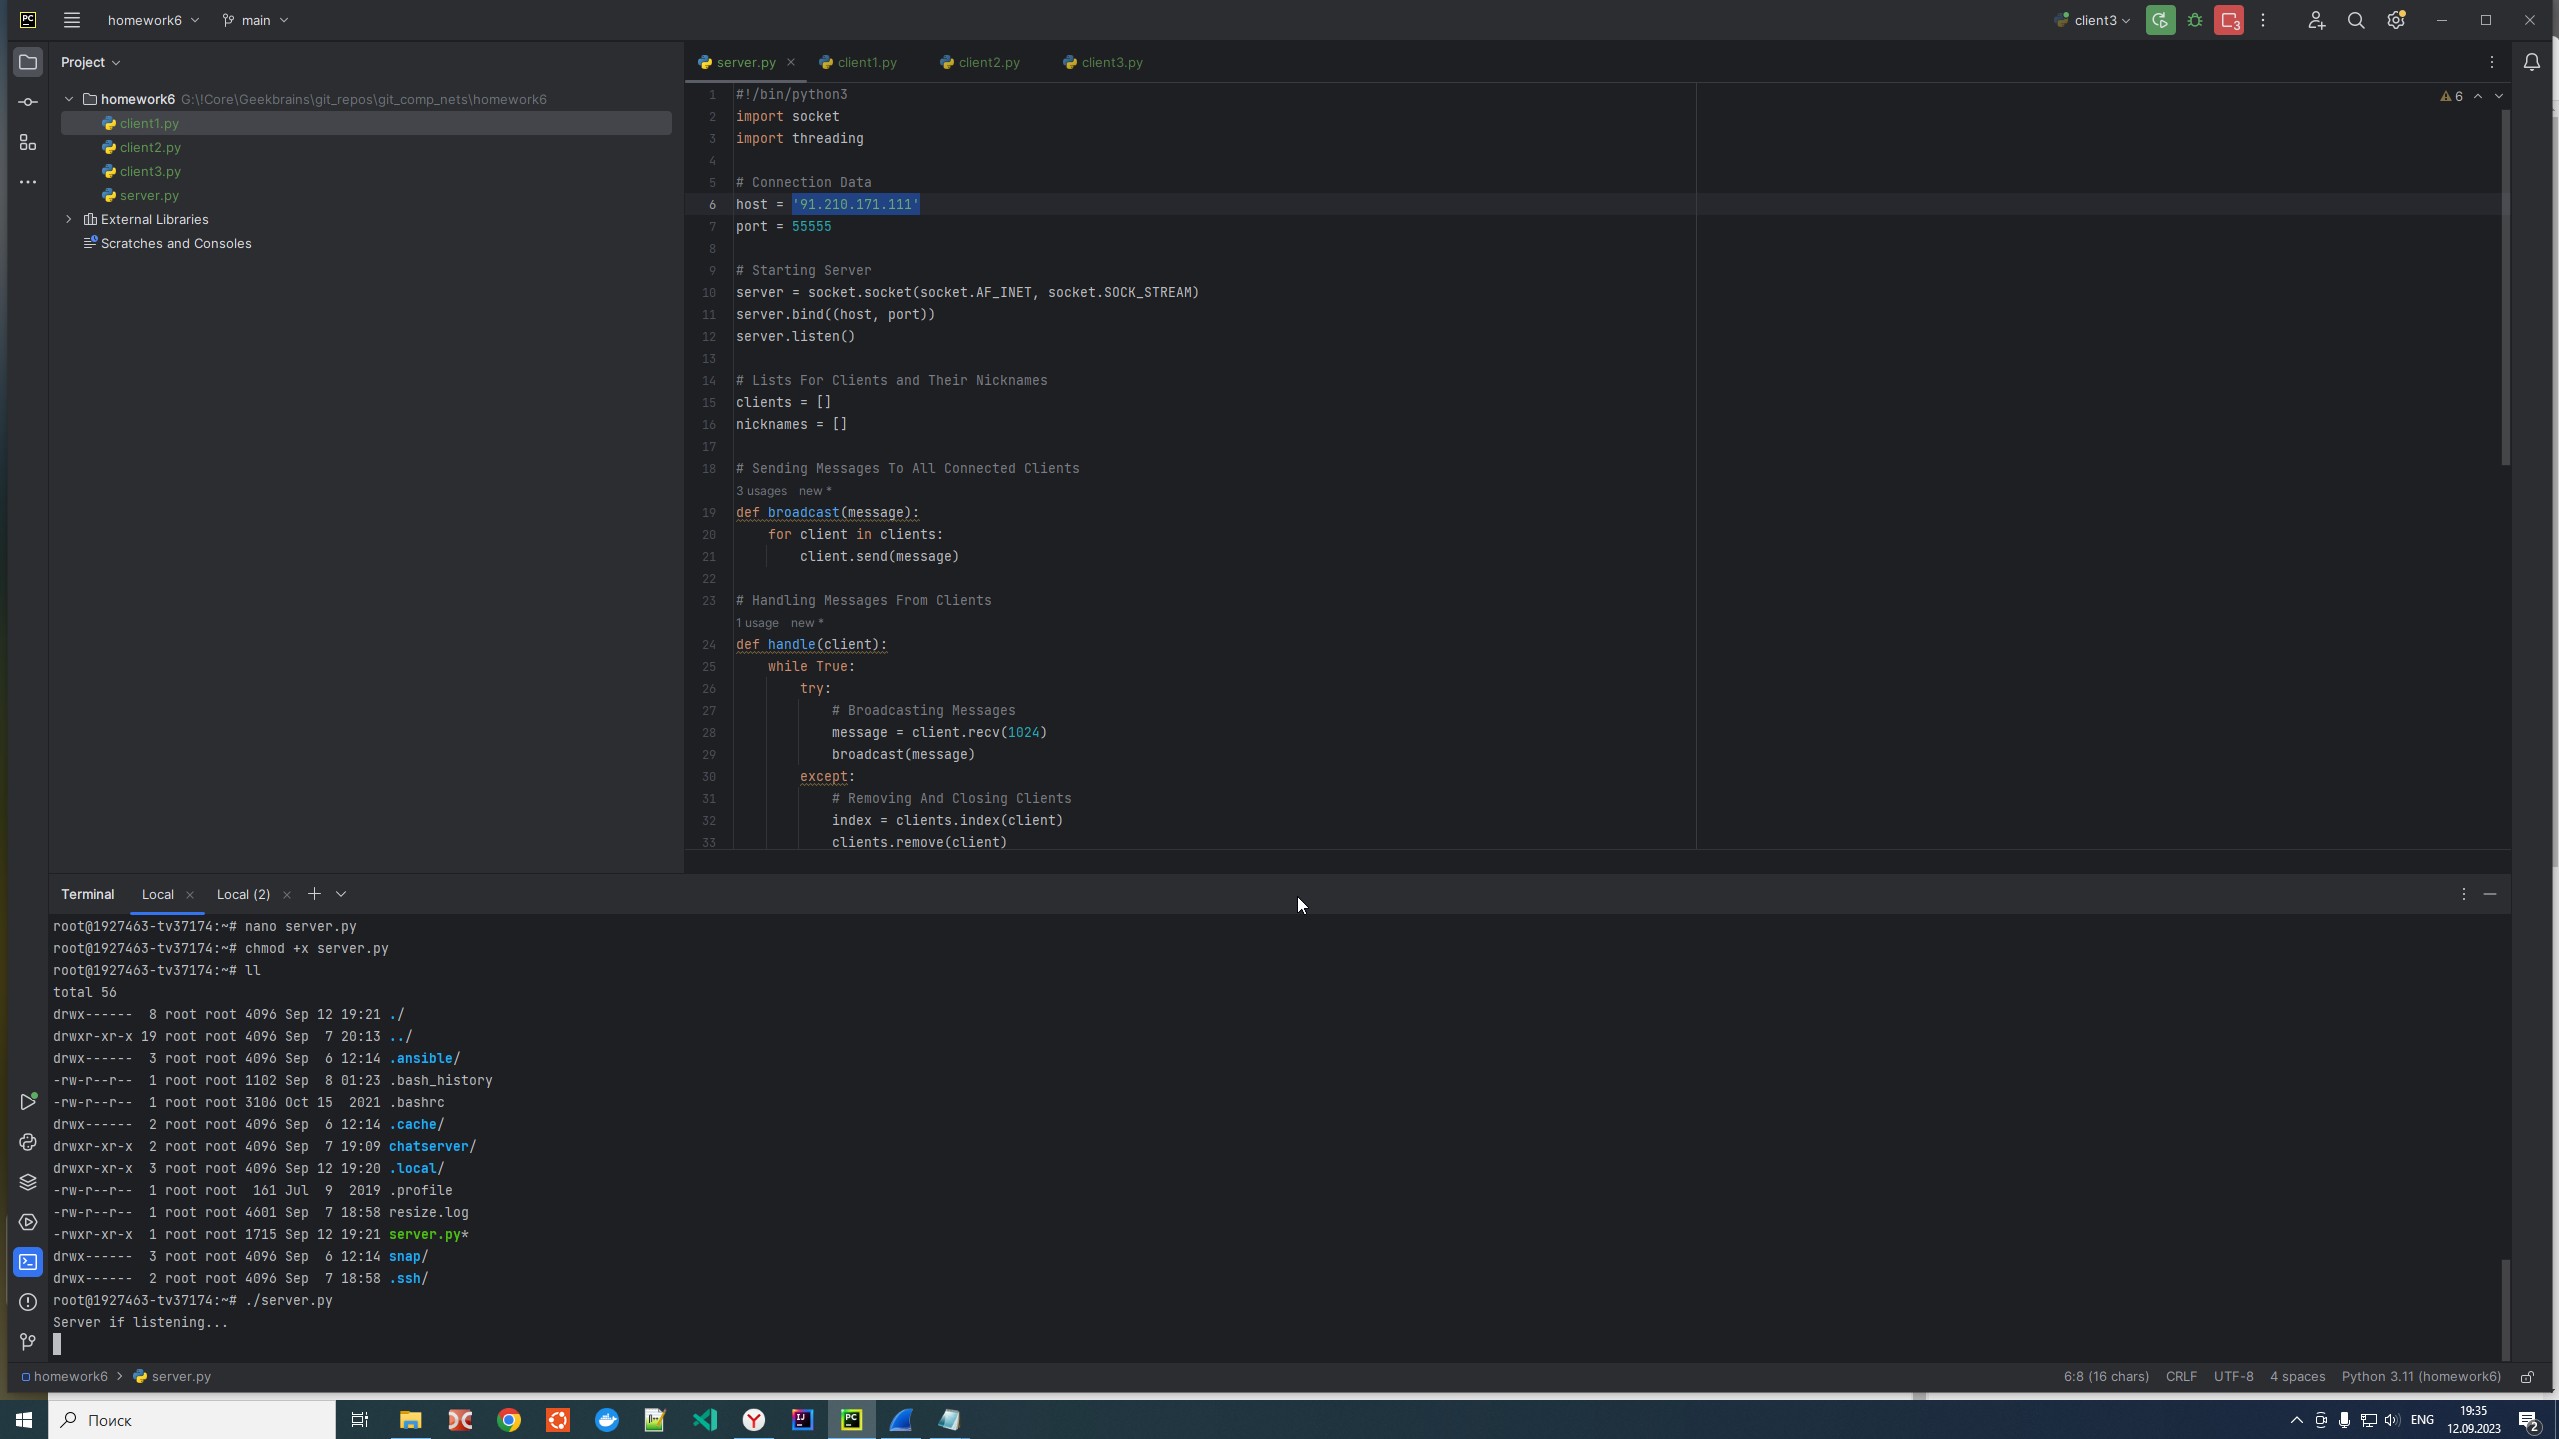 PC homework6 main client3 3
Project
server.py client1.py client2.py client3.py
homework6 G:\!Core\Geekbrains\git_repos\git_comp_nets\homework6
client1.py
client2.py
client3.py
server.py
External Libraries
Scratches and Consoles
6
1 #!/bin/python3
2 import socket
3 import threading
4
5 # Connection Data
6 host = '91.210.171.111'
7 port = 55555
8
9 # Starting Server
10 server = socket.socket(socket.AF_INET, socket.SOCK_STREAM)
11 server.bind((host, port))
12 server.listen()
13
14 # Lists For Clients and Their Nicknames
15 clients = []
16 nicknames = []
17
18 # Sending Messages To All Connected Clients
3 usages new *
19 def broadcast(message):
20 for client in clients:
21 client.send(message)
22
23 # Handling Messages From Clients
1 usage new *
24 def handle(client):
25 while True:
26 try:
27 # Broadcasting Messages
28 message = client.recv(1024)
29 broadcast(message)
30 except:
31 # Removing And Closing Clients
32 index = clients.index(client)
33 clients.remove(client)
Terminal Local Local (2)
root@1927463-tv37174:~# nano server.py
root@1927463-tv37174:~# chmod +x server.py
root@1927463-tv37174:~# ll
total 56
drwx------  8 root root 4096 Sep 12 19:21 ./
drwxr-xr-x 19 root root 4096 Sep  7 20:13 ../
drwx------  3 root root 4096 Sep  6 12:14 .ansible/
-rw-r--r--  1 root root 1102 Sep  8 01:23 .bash_history
-rw-r--r--  1 root root 3106 Oct 15  2021 .bashrc
drwx------  2 root root 4096 Sep  6 12:14 .cache/
drwxr-xr-x  2 root root 4096 Sep  7 19:09 chatserver/
drwxr-xr-x  3 root root 4096 Sep 12 19:20 .local/
-rw-r--r--  1 root root  161 Jul  9  2019 .profile
-rw-r--r--  1 root root 4601 Sep  7 18:58 resize.log
-rwxr-xr-x  1 root root 1715 Sep 12 19:21 server.py*
drwx------  3 root root 4096 Sep  6 12:14 snap/
drwx------  2 root root 4096 Sep  7 18:58 .ssh/
root@1927463-tv37174:~# ./server.py
Server if listening...
homework6 server.py 6:8 (16 chars) CRLF UTF-8 4 spaces Python 3.11 (homework6)
Поиск IJ PC ENG 19:35
12.09.2023 2